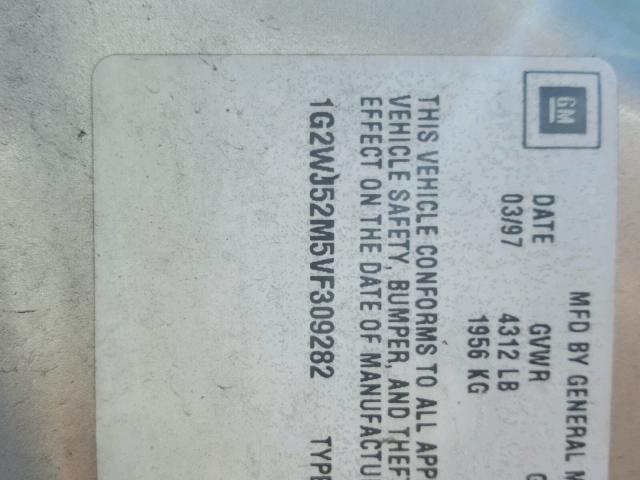 GM
MFD BY GENERAL M
DATE GVWR G
03/97 4312 LB
1956 KG
THIS VEHICLE CONFORMS TO ALL APP
VEHICLE SAFETY, BUMPER, AND THEF
EFFECT ON THE DATE OF MANUFACTU
1G2WJ52M5VF309282 TYPE